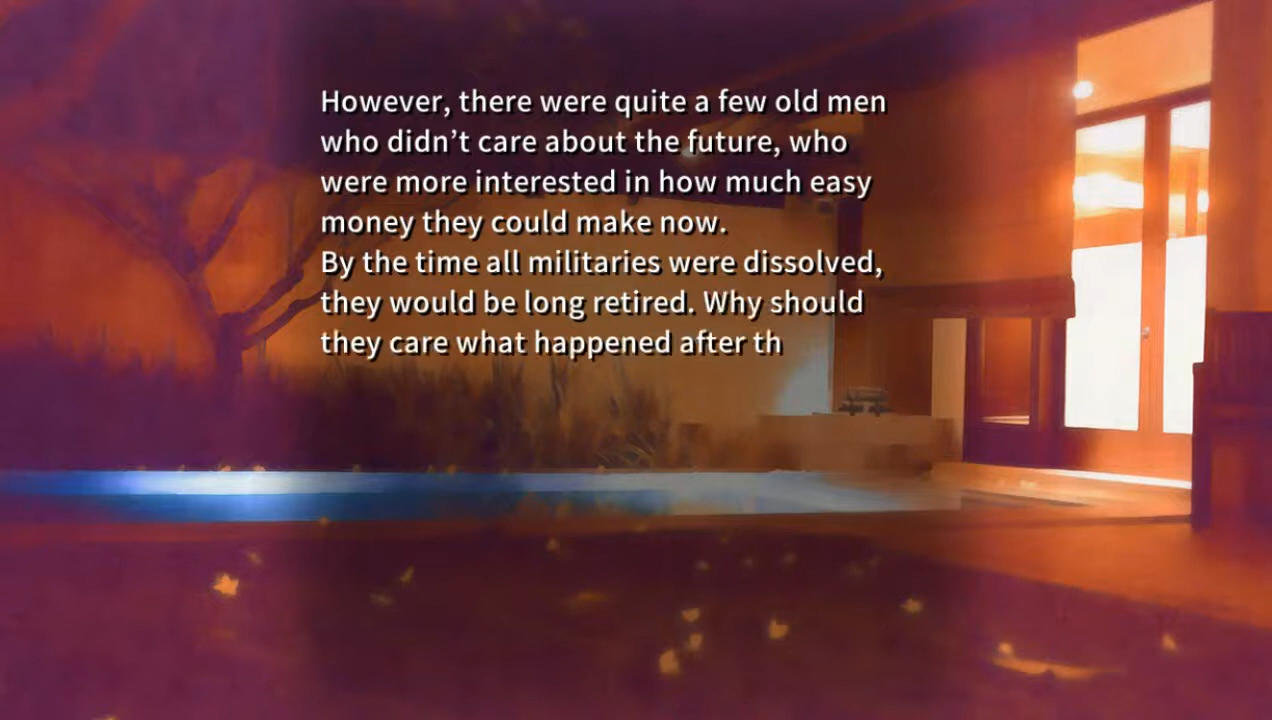 However, there were quite a few old men
who didn’t care about the future, who
were more interested in how much easy
money they could make now.
By the time all militaries were dissolved,
they would be long retired. Why should
they care what happened after th